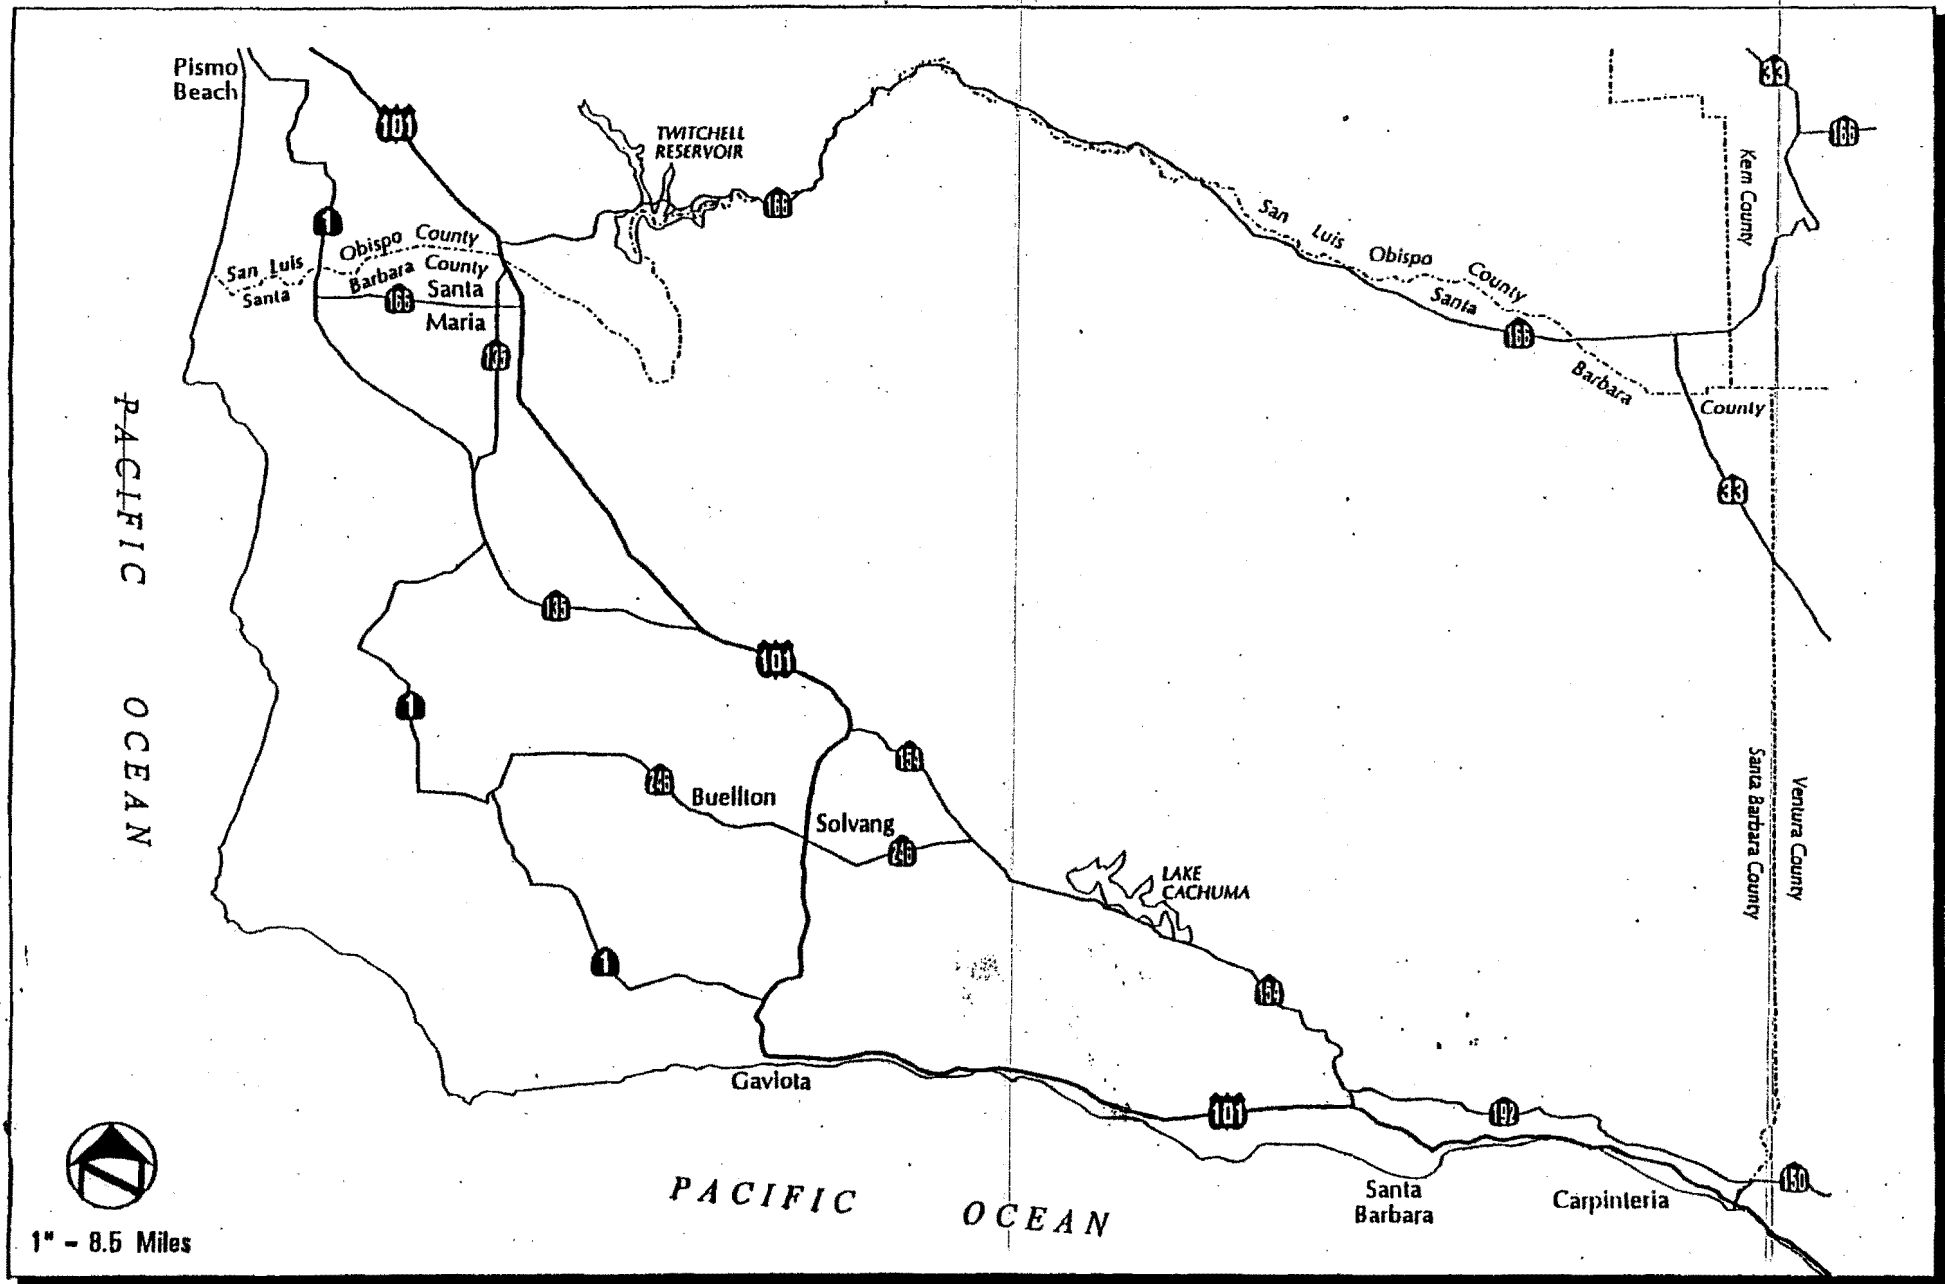 Pismo
Beach
101
TWITCHELL
RESERVOIR
33
166
Kern County
1
166
San Luis Obispo County
Santa Barbara County
166
Santa
Maria
135
San Luis Obispo County
Santa Barbara County
166
33
PACIFIC OCEAN
135
101
1
154
246
Buellton
Solvang
246
LAKE
CACHUMA
Santa Barbara County
Ventura County
1
154
Gaviota
101
192
150
Santa
Barbara
Carpinteria
PACIFIC OCEAN
1" - 8.5 Miles